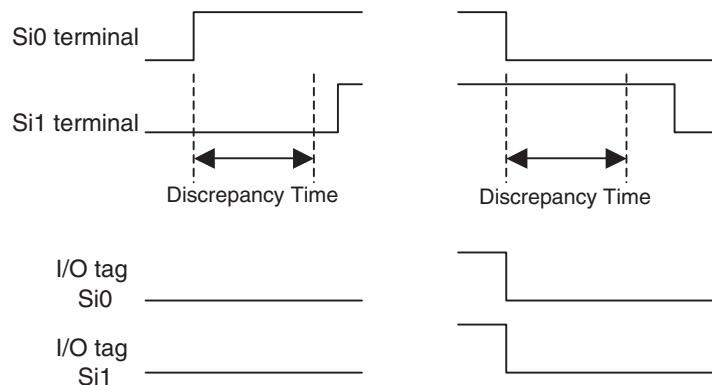 Si0 terminal
Si1 terminal
Discrepancy Time
Discrepancy Time
I/O tag
Si0
I/O tag
Si1